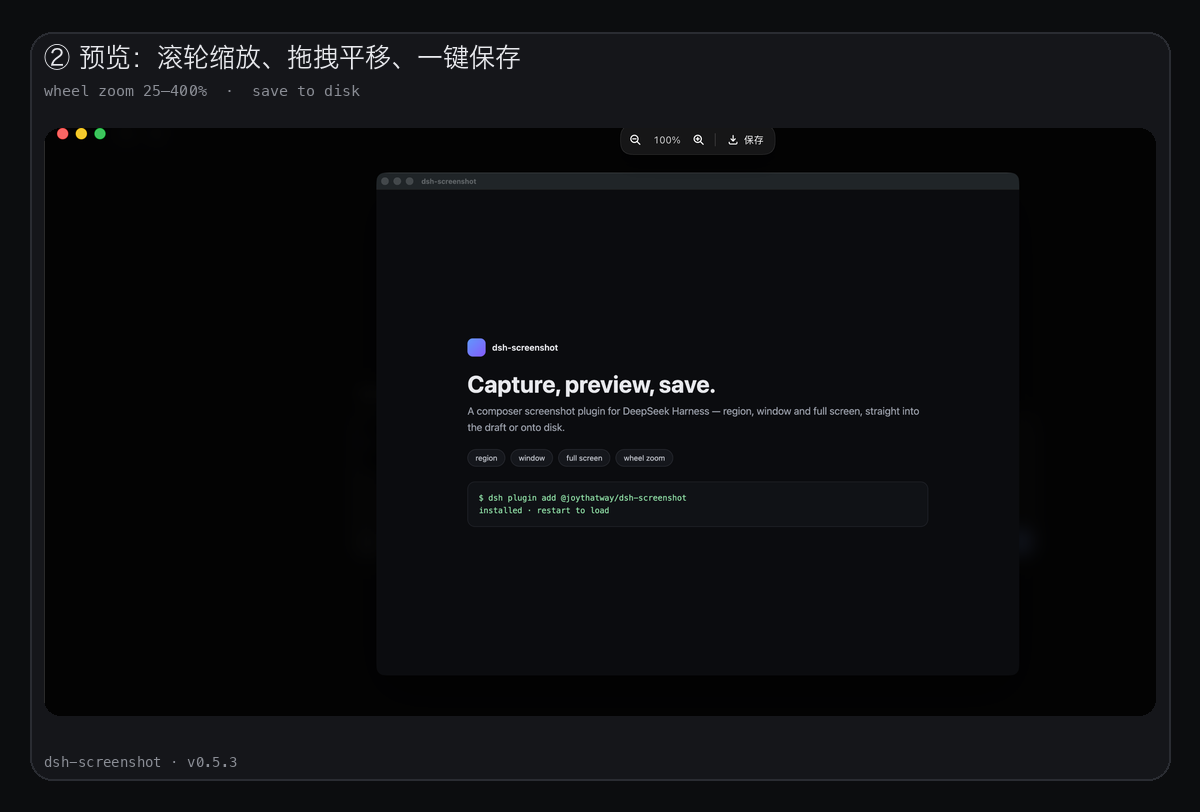 ② 预览：滚轮缩放、拖拽平移、一键保存
wheel zoom 25–400%  ·  save to disk
100% 保存
dsh-screenshot
dsh-screenshot
Capture, preview, save.
A composer screenshot plugin for DeepSeek Harness — region, window and full screen, straight into
the draft or onto disk.
region window full screen wheel zoom
$ dsh plugin add @joythatway/dsh-screenshot
installed · restart to load
dsh-screenshot · v0.5.3